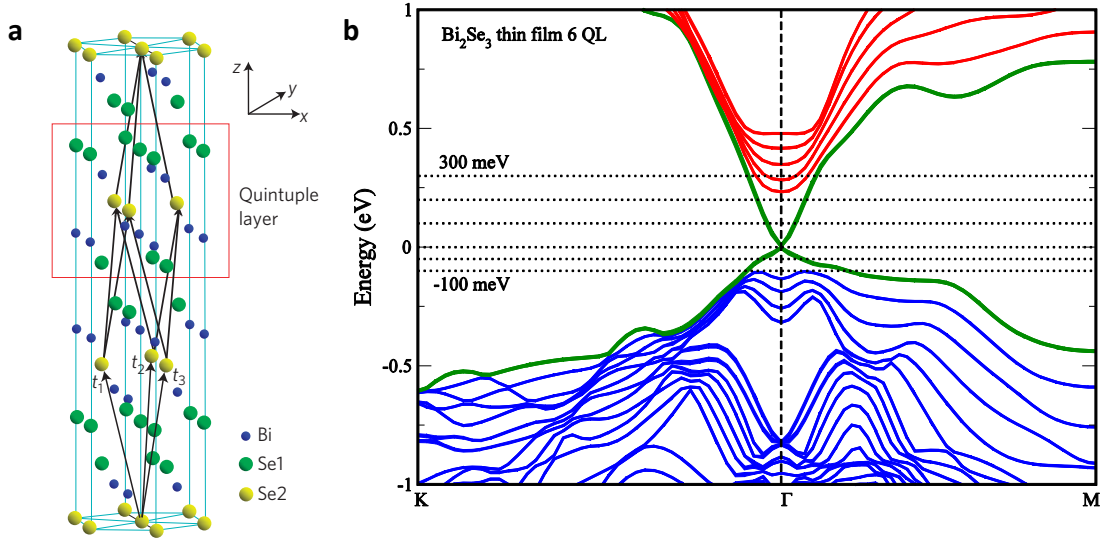 a
z
y
x
Quintuple
layer
t1
t2
t3
Bi
Se1
Se2
b
Bi2Se3 thin film 6 QL
300 meV
-100 meV
Energy (eV)
1
0.5
0
-0.5
-1
K
Γ
M